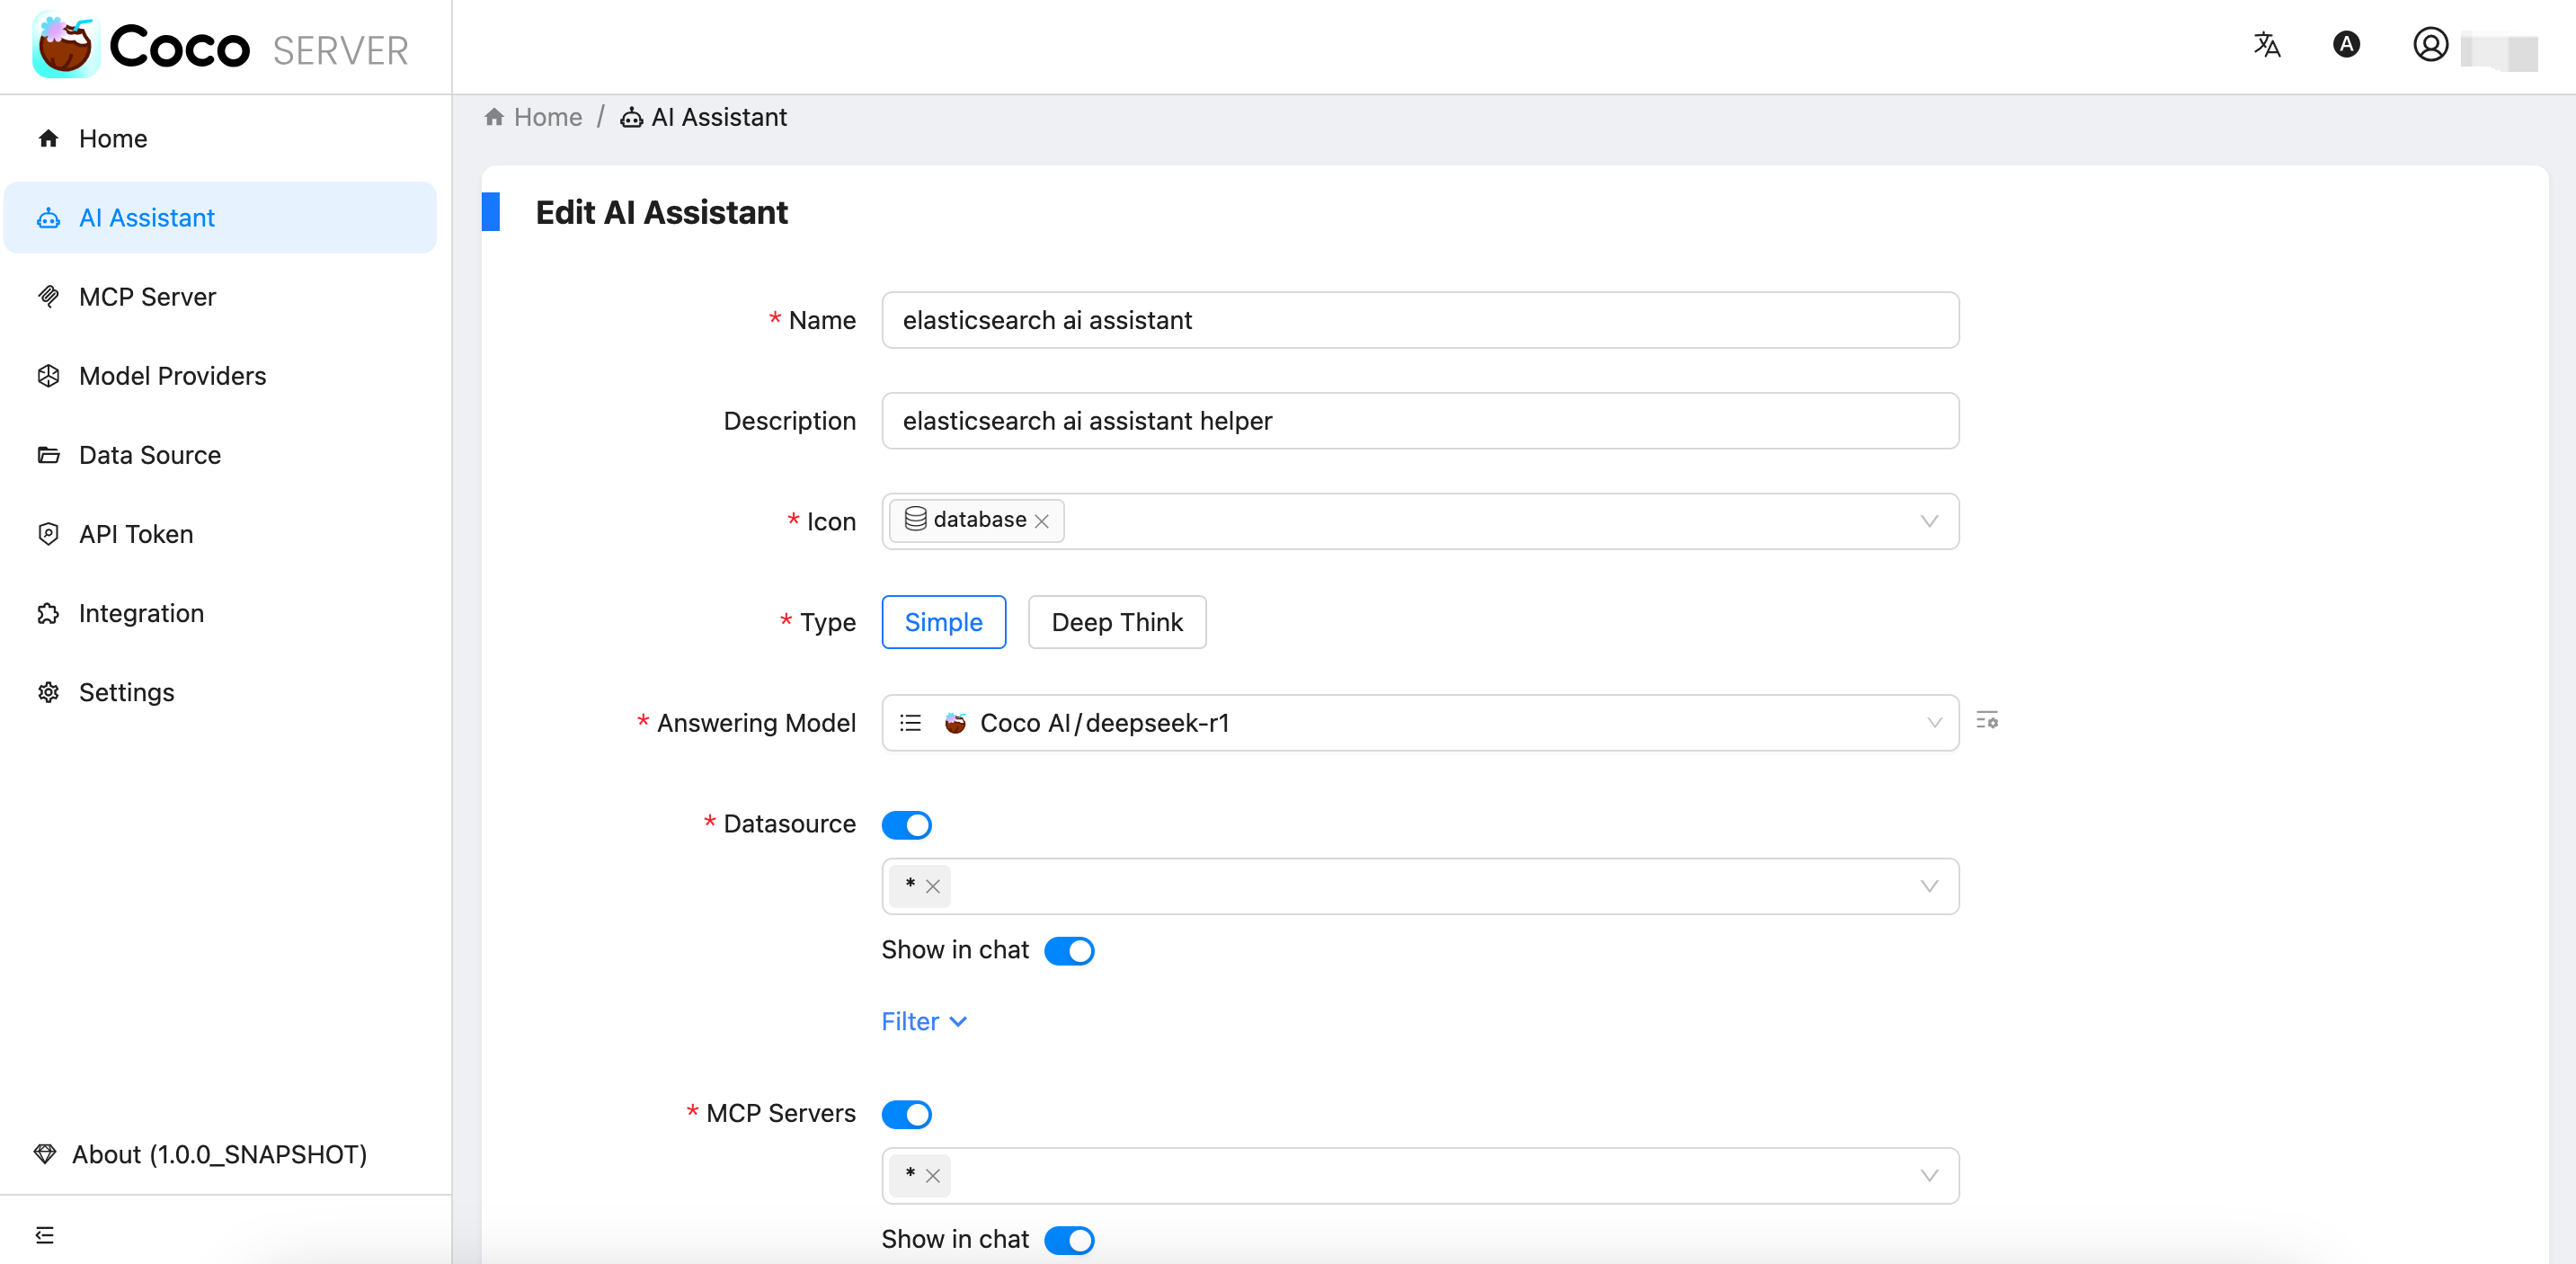 Coco SERVER
A
Home
AI Assistant
MCP Server
Model Providers
Data Source
API Token
Integration
Settings
About (1.0.0_SNAPSHOT)
Home / AI Assistant
Edit AI Assistant
* Name elasticsearch ai assistant
Description elasticsearch ai assistant helper
* Icon database
* Type Simple Deep Think
* Answering Model Coco AI/deepseek-r1
* Datasource
*
Show in chat
Filter
* MCP Servers
*
Show in chat